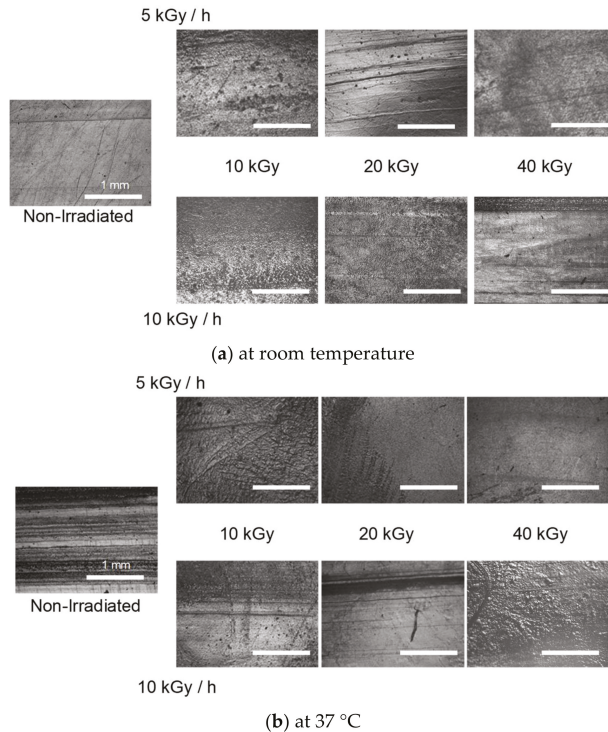 5 kGy / h
10 kGy 20 kGy 40 kGy
1 mm
Non-Irradiated
10 kGy / h
(a) at room temperature
5 kGy / h
10 kGy 20 kGy 40 kGy
1 mm
Non-Irradiated
10 kGy / h
(b) at 37 °C